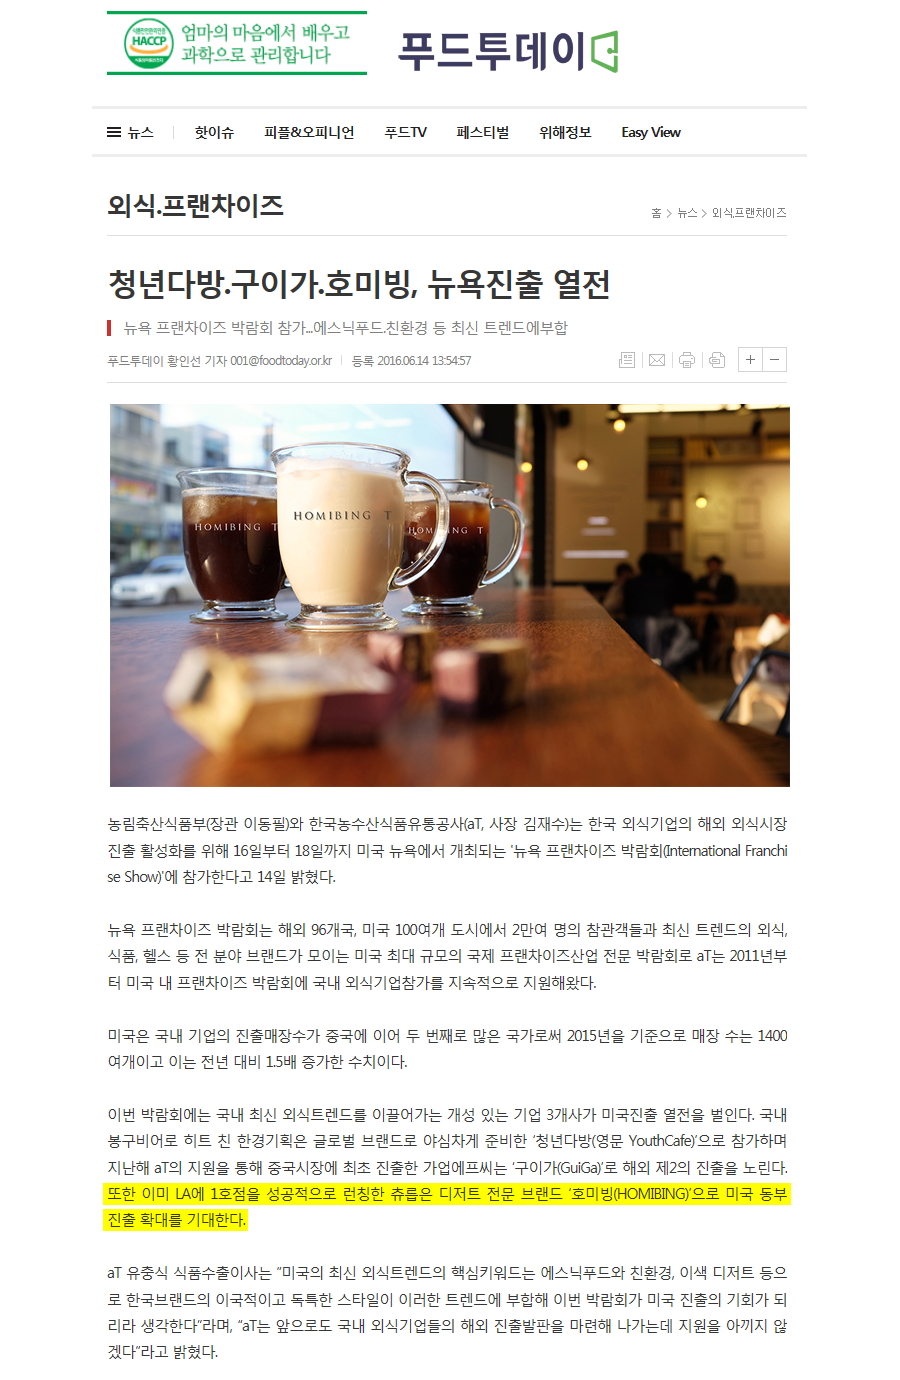 HACCP
엄마의 마음에서 배우고
과학으로 관리합니다
푸드투데이
뉴스 핫이슈 피플&오피니언 푸드TV 페스티벌 위해정보 Easy View
외식.프랜차이즈
홈 > 뉴스 > 외식.프랜차이즈
청년다방.구이가.호미빙, 뉴욕진출 열전
뉴욕 프랜차이즈 박람회 참가...에스닉푸드.친환경 등 최신 트렌드에부합
푸드투데이 황인선 기자 001@foodtoday.or.kr 등록 2016.06.14 13:54:57
HOMIBING T
HOMIBING T
HOMIBING T
농림축산식품부(장관 이동필)와 한국농수산식품유통공사(aT, 사장 김재수)는 한국 외식기업의 해외 외식시장
진출 활성화를 위해 16일부터 18일까지 미국 뉴욕에서 개최되는 '뉴욕 프랜차이즈 박람회(International Franchi
se Show)'에 참가한다고 14일 밝혔다.
뉴욕 프랜차이즈 박람회는 해외 96개국, 미국 100여개 도시에서 2만여 명의 참관객들과 최신 트렌드의 외식,
식품, 헬스 등 전 분야 브랜드가 모이는 미국 최대 규모의 국제 프랜차이즈산업 전문 박람회로 aT는 2011년부
터 미국 내 프랜차이즈 박람회에 국내 외식기업참가를 지속적으로 지원해왔다.
미국은 국내 기업의 진출매장수가 중국에 이어 두 번째로 많은 국가로써 2015년을 기준으로 매장 수는 1400
여개이고 이는 전년 대비 1.5배 증가한 수치이다.
이번 박람회에는 국내 최신 외식트렌드를 이끌어가는 개성 있는 기업 3개사가 미국진출 열전을 벌인다. 국내
봉구비어로 히트 친 한경기획은 글로벌 브랜드로 야심차게 준비한 '청년다방(영문 YouthCafe)'으로 참가하며
지난해 aT의 지원을 통해 중국시장에 최초 진출한 가업에프씨는 '구이가(GuiGa)'로 해외 제2의 진출을 노린다.
또한 이미 LA에 1호점을 성공적으로 런칭한 츄릅은 디저트 전문 브랜드 '호미빙(HOMIBING)'으로 미국 동부
진출 확대를 기대한다.
aT 유충식 식품수출이사는 "미국의 최신 외식트렌드의 핵심키워드는 에스닉푸드와 친환경, 이색 디저트 등으
로 한국브랜드의 이국적이고 독특한 스타일이 이러한 트렌드에 부합해 이번 박람회가 미국 진출의 기회가 되
리라 생각한다"라며, "aT는 앞으로도 국내 외식기업들의 해외 진출발판을 마련해 나가는데 지원을 아끼지 않
겠다"라고 밝혔다.